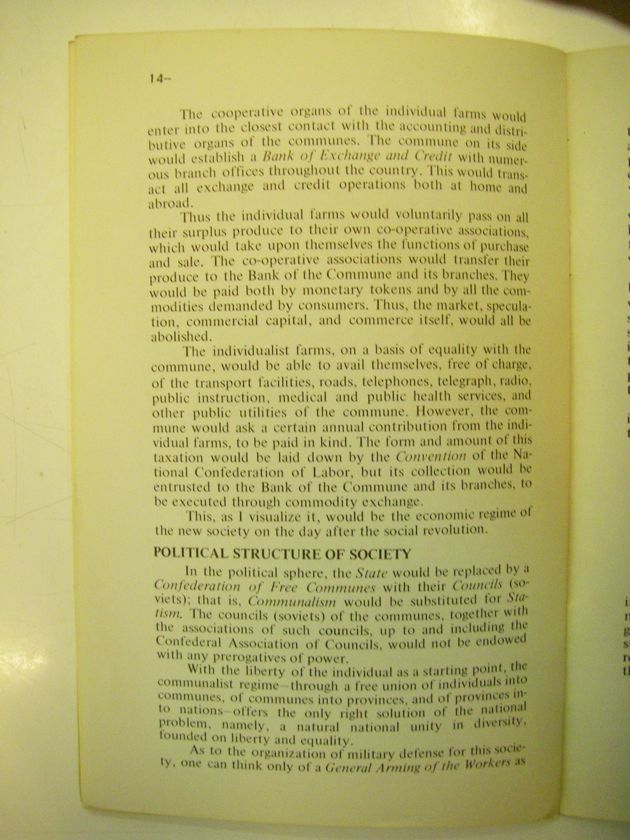 14--
The cooperative organs of the individual farms would
enter into the closest contact with the accounting and distri-
butive organs of the communes. The commune on its side
would establish a Bank of Exchange and Credit with numer-
ous branch offices throughout the country. This would trans-
act all exchange and credit operations both at home and
abroad.
Thus the individual farms would voluntarily pass on all
their surplus produce to their own co-operative associations,
which would take upon themselves the functions of purchase
and sale. The co-operative associations would transfer their
produce to the Bank of the Commune and its branches. They
would be paid both by monetary tokens and by all the com-
modities demanded by consumers. Thus, the market, specula-
tion, commercial capital, and commerce itself, would all be
abolished.
The individualist farms, on a basis of equality with the
commune, would be able to avail themselves, free of charge,
of the transport facilities, roads, telephones, telegraph, radio,
public instruction, medical and public health services, and
other public utilities of the commune. However, the com-
mune would ask a certain annual contribution from the indi-
vidual farms, to be paid in kind. The form and amount of this
taxation would be laid down by the Convention of the Na-
tional Confederation of Labor, but its collection would be
entrusted to the Bank of the Commune and its branches, to
be executed through commodity exchange.
This, as I visualize it, would be the economic regime of
the new society on the day after the social revolution.
POLITICAL STRUCTURE OF SOCIETY
In the political sphere, the State would be replaced by a
Confederation of Free Communes with their Councils (so-
viets); that is, Communalism would be substituted for Sta-
tism. The councils (soviets) of the communes, together with
the associations of such councils, up to and including the
Confederal Association of Councils, would not be endowed
with any prerogatives of power.
With the liberty of the individual as a starting point, the
communalist regime—through a free union of individuals into
communes, of communes into provinces, and of provinces in-
to nations—offers the only right solution of the national
problem, namely, a natural national unity in diversity,
founded on liberty and equality.
As to the organization of military defense for this socie-
ty, one can think only of a General Arming of the Workers as